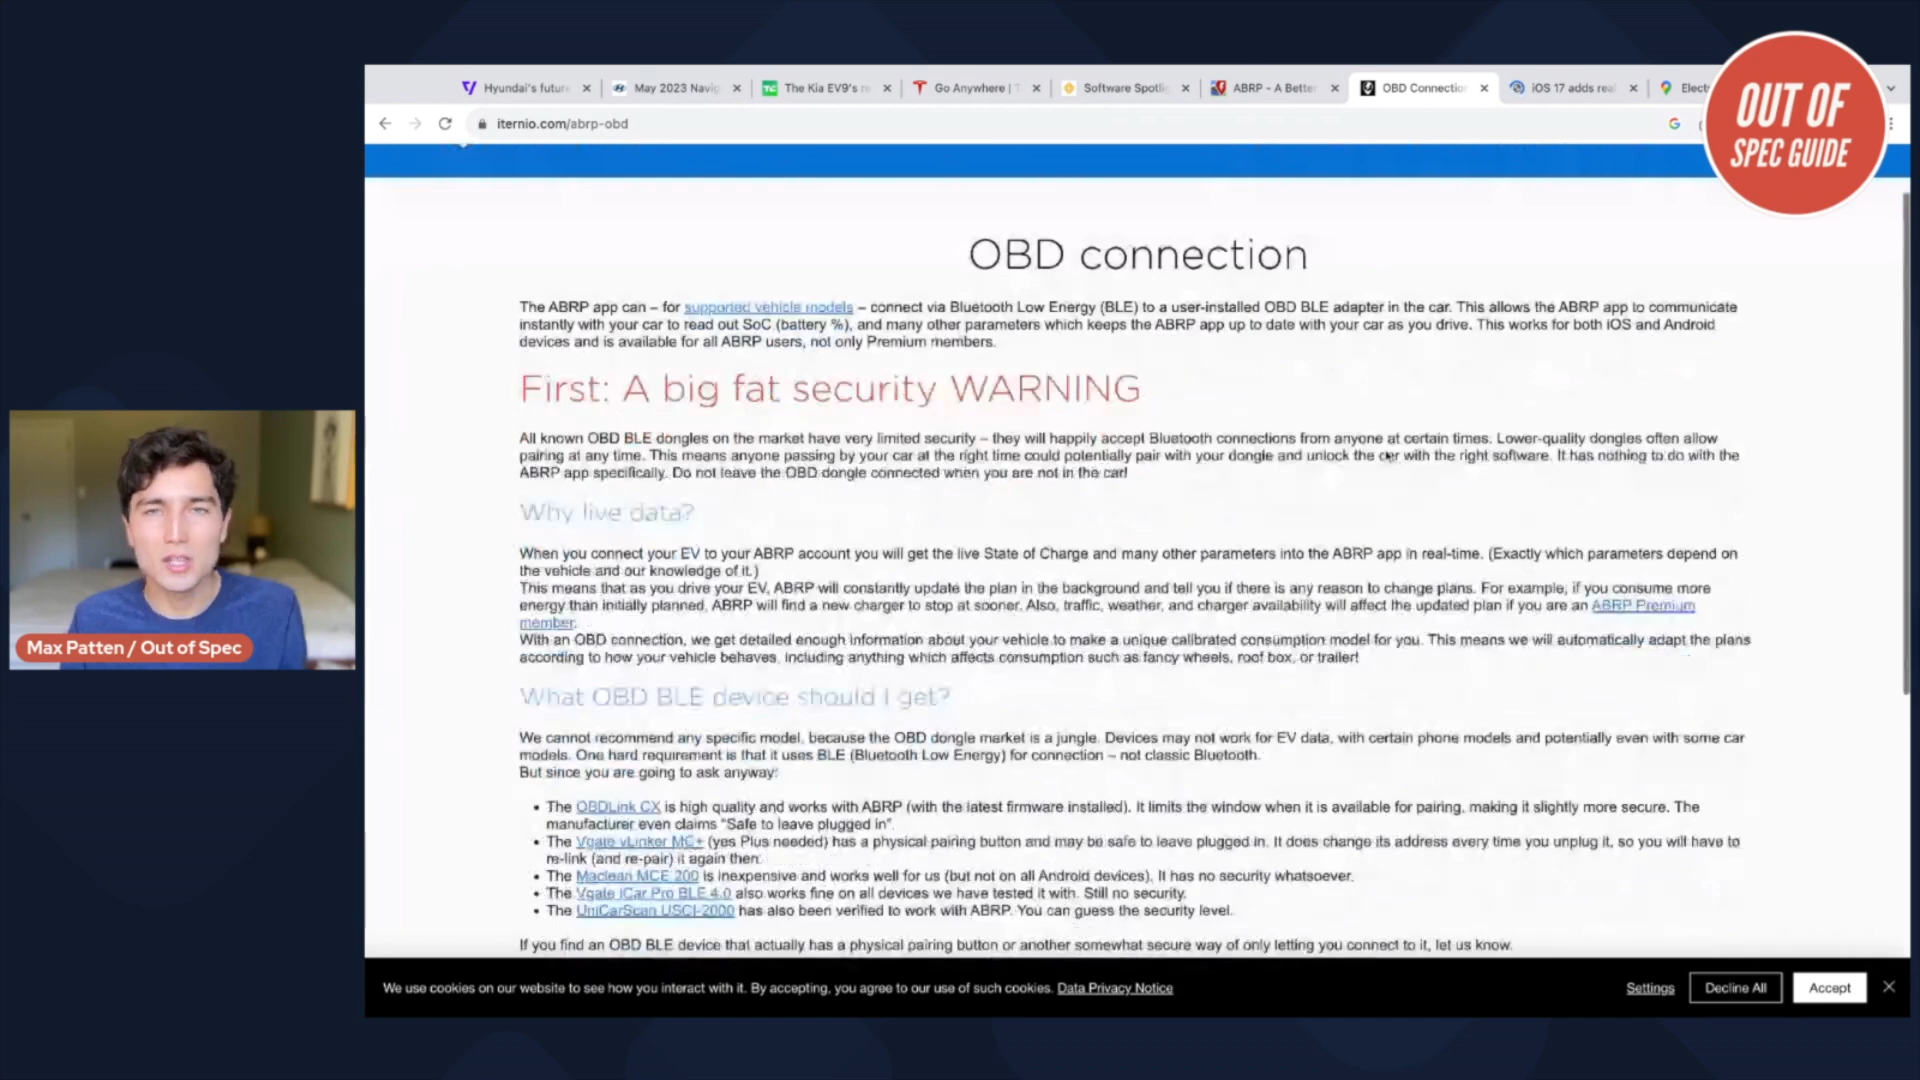 Hyundai's future
May 2023 Navig
The Kia EV9's re
Go Anywhere | T
Software Spotlig
ABRP - A Better
OBD Connection
iOS 17 adds real
Elect
iternio.com/abrp-obd
OUT OF
SPEC GUIDE
OBD connection
The ABRP app can – for supported vehicle models – connect via Bluetooth Low Energy (BLE) to a user-installed OBD BLE adapter in the car. This allows the ABRP app to communicate
instantly with your car to read out SoC (battery %), and many other parameters which keeps the ABRP app up to date with your car as you drive. This works for both iOS and Android
devices and is available for all ABRP users, not only Premium members.
First: A big fat security WARNING
All known OBD BLE dongles on the market have very limited security – they will happily accept Bluetooth connections from anyone at certain times. Lower-quality dongles often allow
pairing at any time. This means anyone passing by your car at the right time could potentially pair with your dongle and unlock the car with the right software. It has nothing to do with the
ABRP app specifically. Do not leave the OBD dongle connected when you are not in the car!
Why live data?
When you connect your EV to your ABRP account you will get the live State of Charge and many other parameters into the ABRP app in real-time. (Exactly which parameters depend on
the vehicle and our knowledge of it.)
This means that as you drive your EV, ABRP will constantly update the plan in the background and tell you if there is any reason to change plans. For example, if you consume more
energy than initially planned, ABRP will find a new charger to stop at sooner. Also, traffic, weather, and charger availability will affect the updated plan if you are an ABRP Premium
member.
With an OBD connection, we get detailed enough information about your vehicle to make a unique calibrated consumption model for you. This means we will automatically adapt the plans
according to how your vehicle behaves, including anything which affects consumption such as fancy wheels, roof box, or trailer!
What OBD BLE device should I get?
We cannot recommend any specific model, because the OBD dongle market is a jungle. Devices may not work for EV data, with certain phone models and potentially even with some car
models. One hard requirement is that it uses BLE (Bluetooth Low Energy) for connection – not classic Bluetooth.
But since you are going to ask anyway:
• The OBDLink CX is high quality and works with ABRP (with the latest firmware installed). It limits the window when it is available for pairing, making it slightly more secure. The
manufacturer even claims "Safe to leave plugged in".
• The Vgate vLinker MC+ (yes Plus needed) has a physical pairing button and may be safe to leave plugged in. It does change its address every time you unplug it, so you will have to
re-link (and re-pair) it again then.
• The Maclean MCE 200 is inexpensive and works well for us (but not on all Android devices). It has no security whatsoever.
• The Vgate iCar Pro BLE 4.0 also works fine on all devices we have tested it with. Still no security.
• The UniCarScan USCI-2000 has also been verified to work with ABRP. You can guess the security level.
If you find an OBD BLE device that actually has a physical pairing button or another somewhat secure way of only letting you connect to it, let us know.
We use cookies on our website to see how you interact with it. By accepting, you agree to our use of such cookies. Data Privacy Notice
Settings
Decline All
Accept
Max Patten / Out of Spec